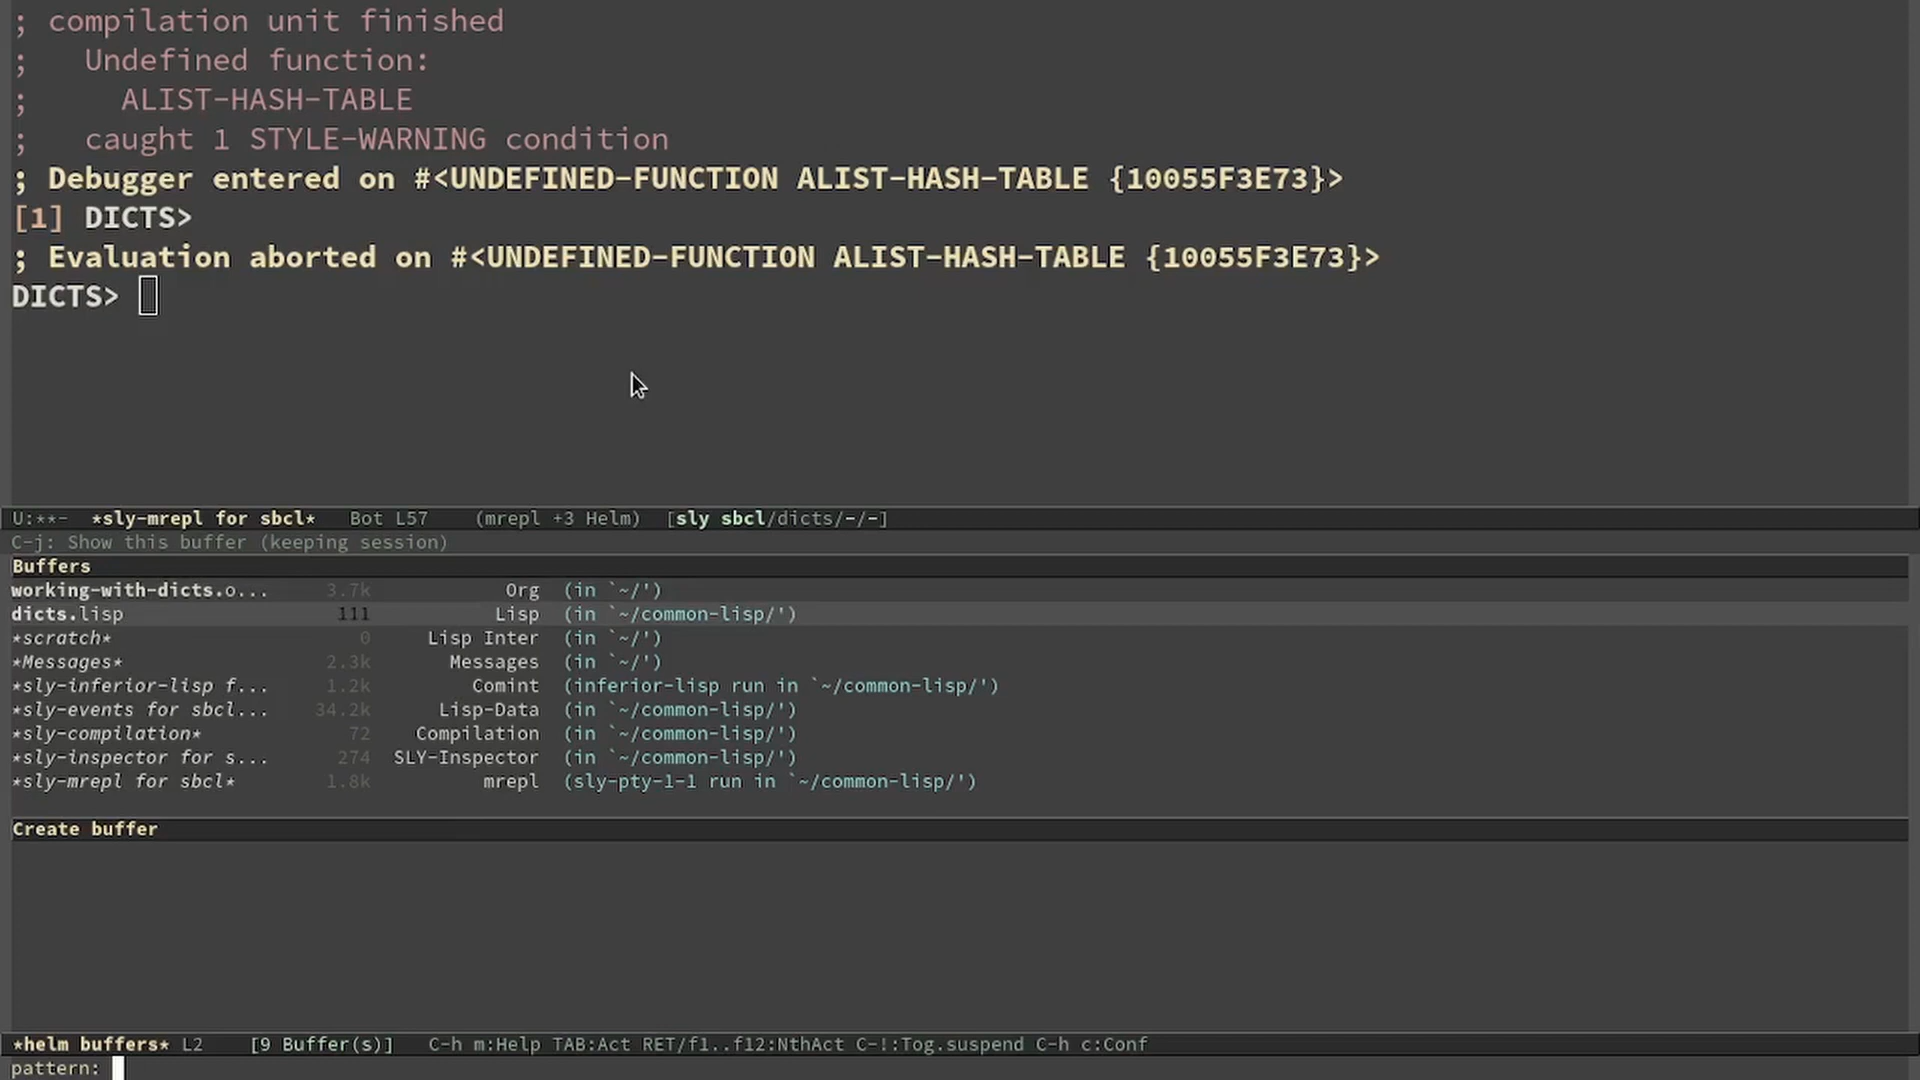 ; compilation unit finished
;   Undefined function:
;     ALIST-HASH-TABLE
;   caught 1 STYLE-WARNING condition
; Debugger entered on #<UNDEFINED-FUNCTION ALIST-HASH-TABLE {10055F3E73}>
[1] DICTS>
; Evaluation aborted on #<UNDEFINED-FUNCTION ALIST-HASH-TABLE {10055F3E73}>
DICTS>
U:**-  *sly-mrepl for sbcl*   Bot L57    (mrepl +3 Helm)  [sly sbcl/dicts/-/-]
C-j: Show this buffer (keeping session)
Buffers
working-with-dicts.o...      3.7k              Org  (in `~/')
dicts.lisp                    111             Lisp  (in `~/common-lisp/')
*scratch*                       0       Lisp Inter  (in `~/')
*Messages*                   2.3k         Messages  (in `~/')
*sly-inferior-lisp f...      1.2k           Comint  (inferior-lisp run in `~/common-lisp/')
*sly-events for sbcl...     34.2k        Lisp-Data  (in `~/common-lisp/')
*sly-compilation*              72      Compilation  (in `~/common-lisp/')
*sly-inspector for s...       274    SLY-Inspector  (in `~/common-lisp/')
*sly-mrepl for sbcl*         1.8k            mrepl  (sly-pty-1-1 run in `~/common-lisp/')
Create buffer
*helm buffers* L2     [9 Buffer(s)]    C-h m:Help TAB:Act RET/f1..f12:NthAct C-!:Tog.suspend C-h c:Conf
pattern: